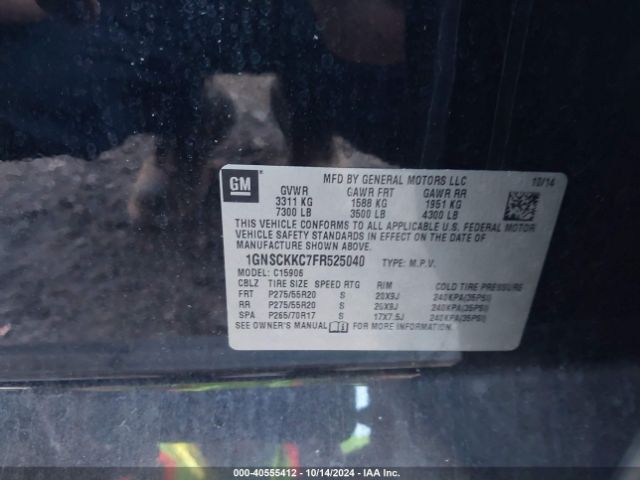 GM
MFD BY GENERAL MOTORS LLC 10/14
GVWR GAWR FRT GAWR RR
3311 KG 1588 KG 1951 KG
7300 LB 3500 LB 4300 LB
THIS VEHICLE CONFORMS TO ALL APPLICABLE U.S. FEDERAL MOTOR
VEHICLE SAFETY STANDARDS IN EFFECT ON THE DATE OF
MANUFACTURE SHOWN ABOVE.
1GNSCKKC7FR525040 TYPE: M.P.V.
MODEL: C15906
CBLZ TIRE SIZE SPEED RTG RIM COLD TIRE PRESSURE
FRT P275/55R20 S 20X9J 240KPA(35PSI)
RR P275/55R20 S 20X9J 240KPA(35PSI)
SPA P265/70R17 S 17X7.5J 240KPA(35PSI)
SEE OWNER'S MANUAL FOR MORE INFORMATION.
000-40555412 - 10/14/2024 - IAA Inc.